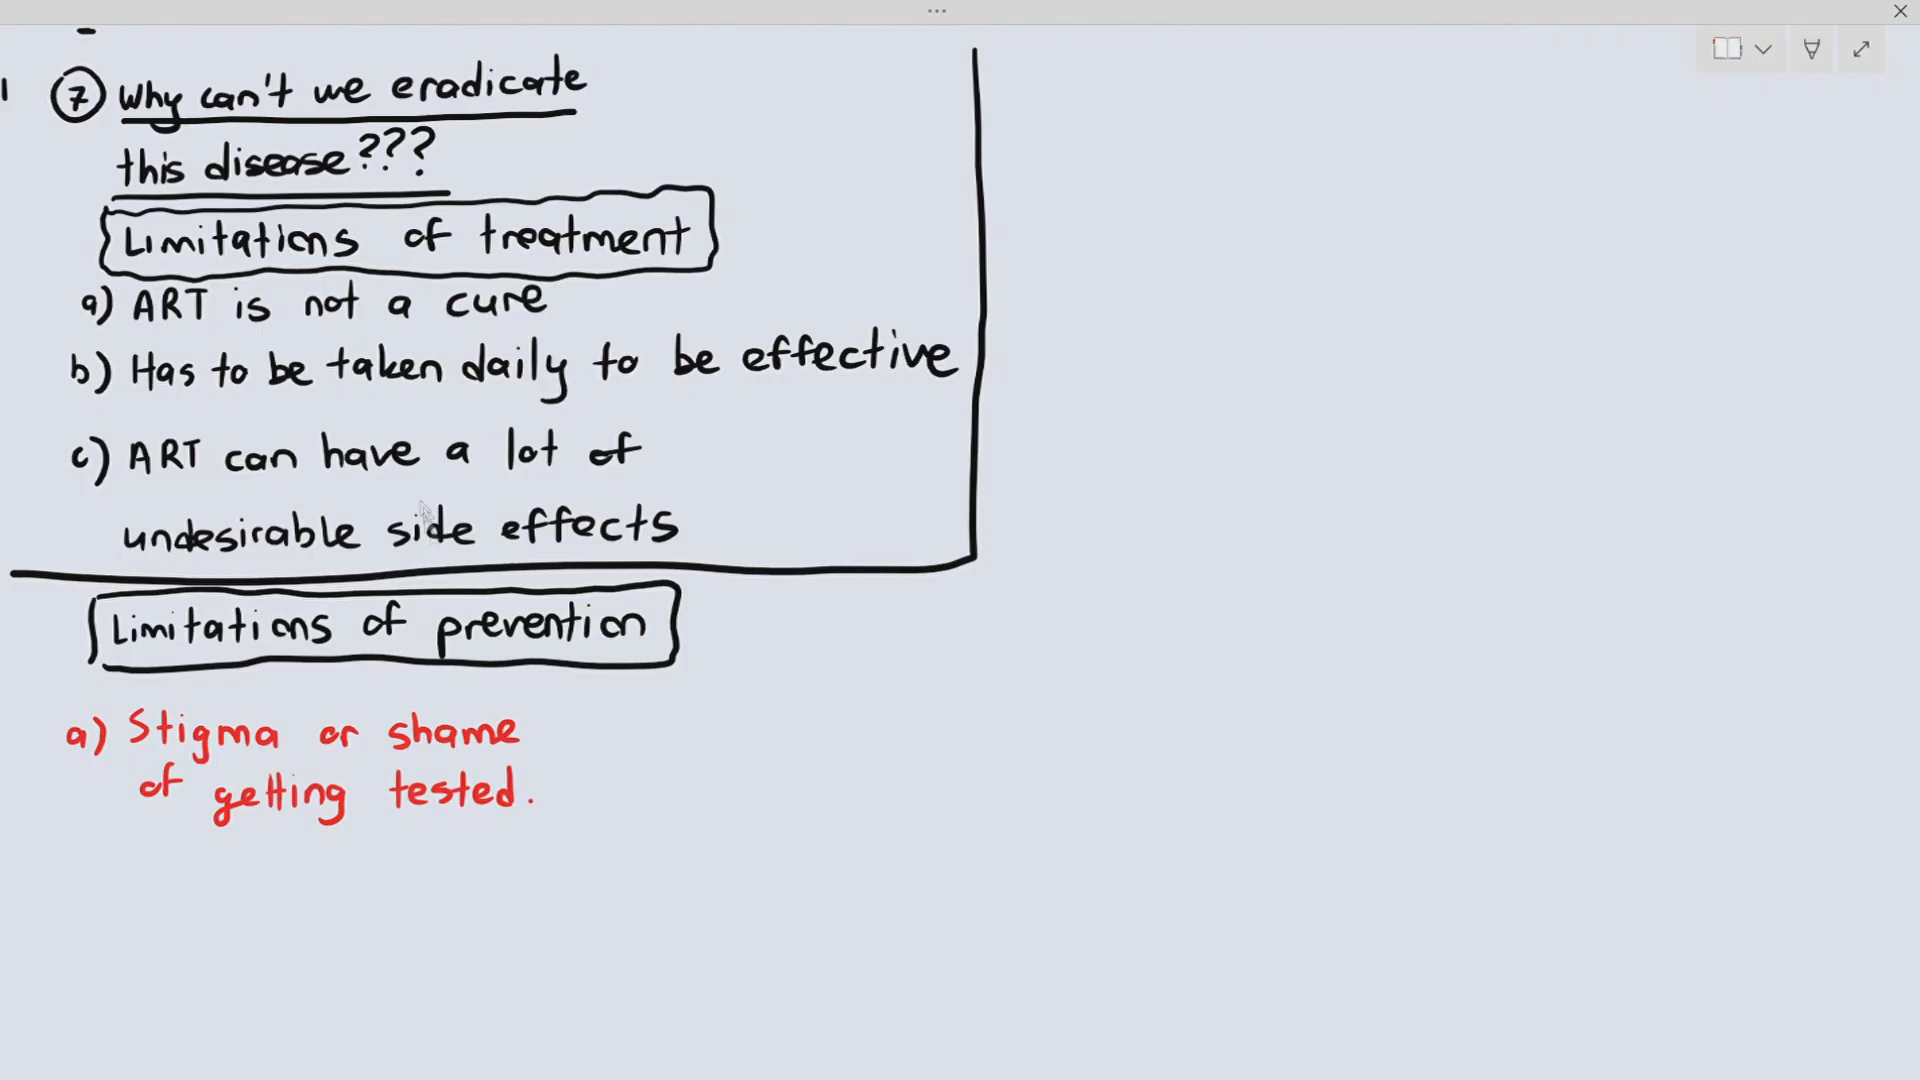 7 Why can't we eradicate
this disease???
Limitations of treatment
a) ART is not a cure
b) Has to be taken daily to be effective
c) ART can have a lot of
undesirable side effects
Limitations of prevention
a) Stigma or shame
of getting tested.